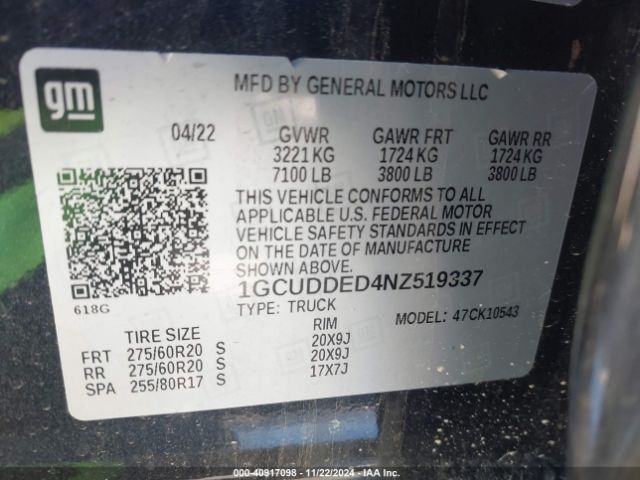 gm
MFD BY GENERAL MOTORS LLC
04/22 GVWR GAWR FRT GAWR RR
3221 KG 1724 KG 1724 KG
7100 LB 3800 LB 3800 LB
THIS VEHICLE CONFORMS TO ALL
APPLICABLE U.S. FEDERAL MOTOR
VEHICLE SAFETY STANDARDS IN EFFECT
ON THE DATE OF MANUFACTURE
SHOWN ABOVE.
618G
1GCUDDED4NZ519337
TYPE: TRUCK MODEL: 47CK10543
TIRE SIZE RIM
FRT 275/60R20 S 20X9J
RR 275/60R20 S 20X9J
SPA 255/80R17 S 17X7J
000-40917098 - 11/22/2024 - IAA Inc.